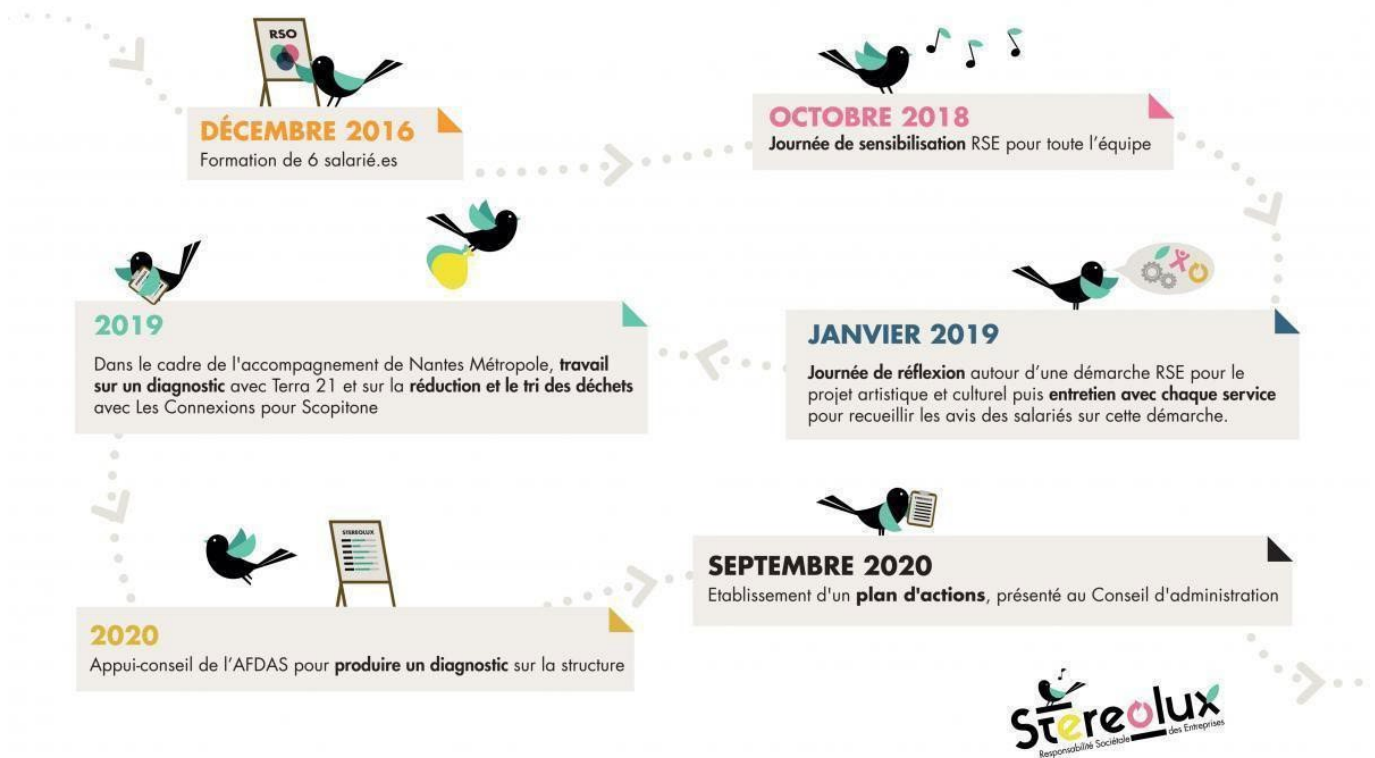 RSO
DÉCEMBRE 2016
Formation de 6 salarié.es
OCTOBRE 2018
Journée de sensibilisation RSE pour toute l'équipe
JANVIER 2019
Journée de réflexion autour d'une démarche RSE pour le
projet artistique et culturel puis entretien avec chaque service
pour recueillir les avis des salariés sur cette démarche.
2019
Dans le cadre de l'accompagnement de Nantes Métropole, travail
sur un diagnostic avec Terra 21 et sur la réduction et le tri des déchets
avec Les Connexions pour Scopitone
STEREOLUX
2020
Appui-conseil de l'AFDAS pour produire un diagnostic sur la structure
SEPTEMBRE 2020
Etablissement d'un plan d'actions, présenté au Conseil d'administration
Stereolux
Responsabilité Sociétale des Entreprises